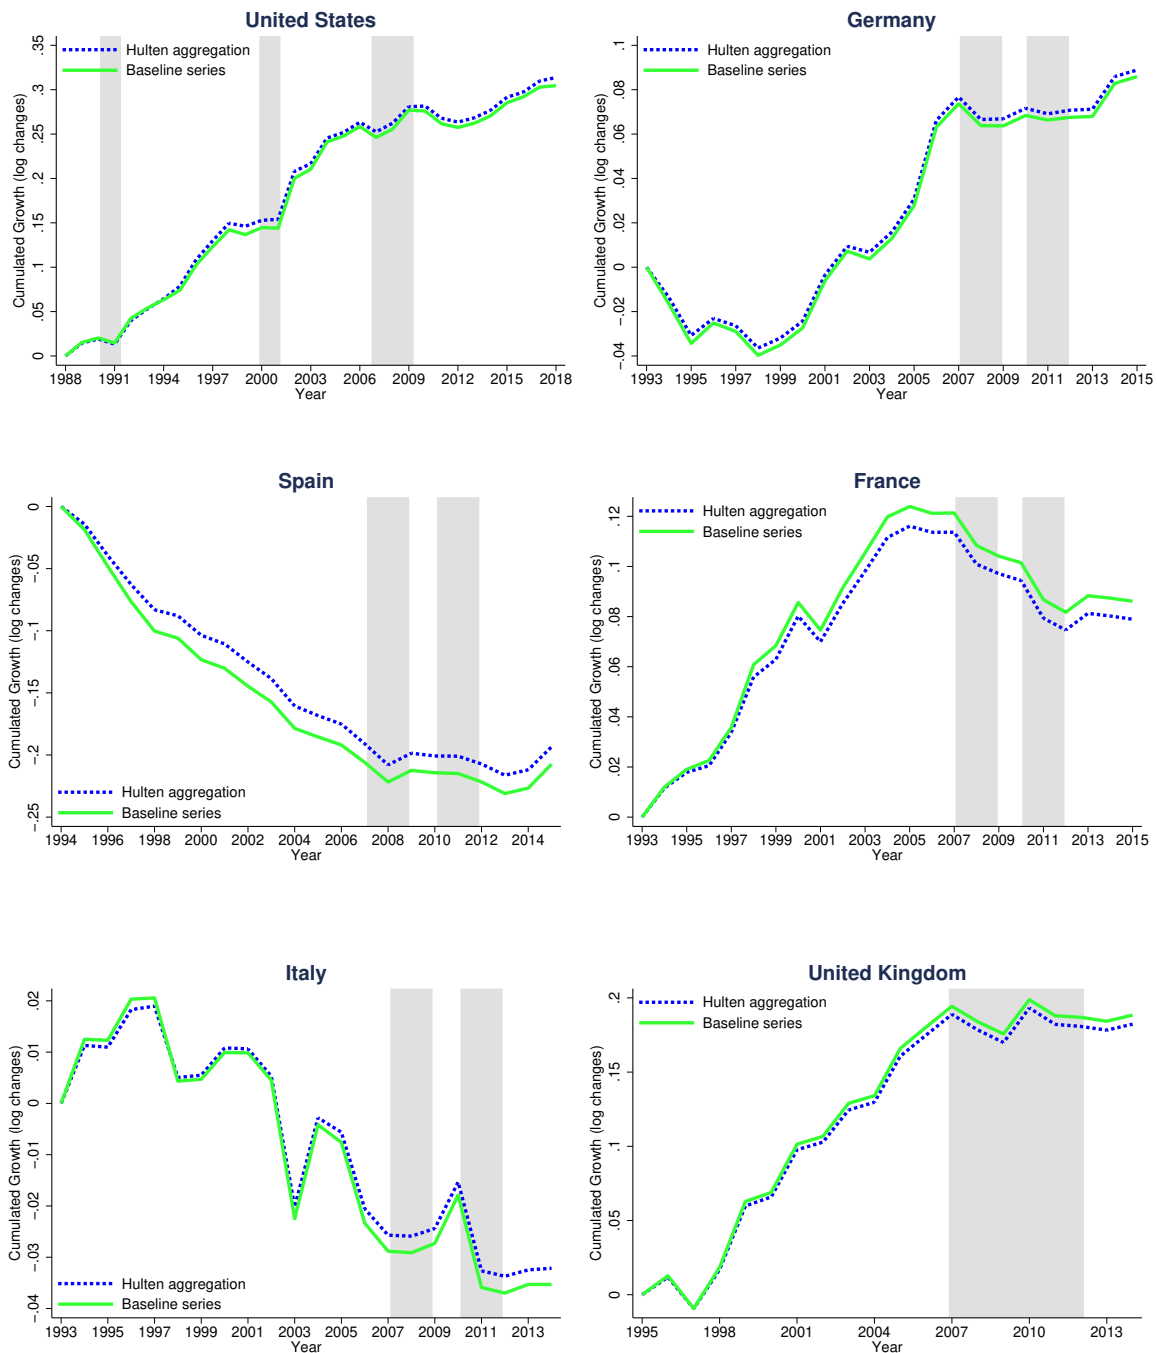 United States
Cumulated Growth (log changes)
.35
.3
.25
.2
.15
.1
.05
0
Hulten aggregation
Baseline series
1988 1991 1994 1997 2000 2003 2006 2009 2012 2015 2018
Year
Germany
Cumulated Growth (log changes)
.1
.08
.06
.04
.02
0
-.02
-.04
Hulten aggregation
Baseline series
1993 1995 1997 1999 2001 2003 2005 2007 2009 2011 2013 2015
Year
Spain
Cumulated Growth (log changes)
0
-.05
-.1
-.15
-.2
-.25
Hulten aggregation
Baseline series
1994 1996 1998 2000 2002 2004 2006 2008 2010 2012 2014
Year
France
Cumulated Growth (log changes)
.12
.1
.08
.06
.04
.02
0
Hulten aggregation
Baseline series
1993 1995 1997 1999 2001 2003 2005 2007 2009 2011 2013 2015
Year
Italy
Cumulated Growth (log changes)
.02
.01
0
-.01
-.02
-.03
-.04
Hulten aggregation
Baseline series
1993 1995 1997 1999 2001 2003 2005 2007 2009 2011 2013
Year
United Kingdom
Cumulated Growth (log changes)
.2
.15
.1
.05
0
Hulten aggregation
Baseline series
1995 1998 2001 2004 2007 2010 2013
Year